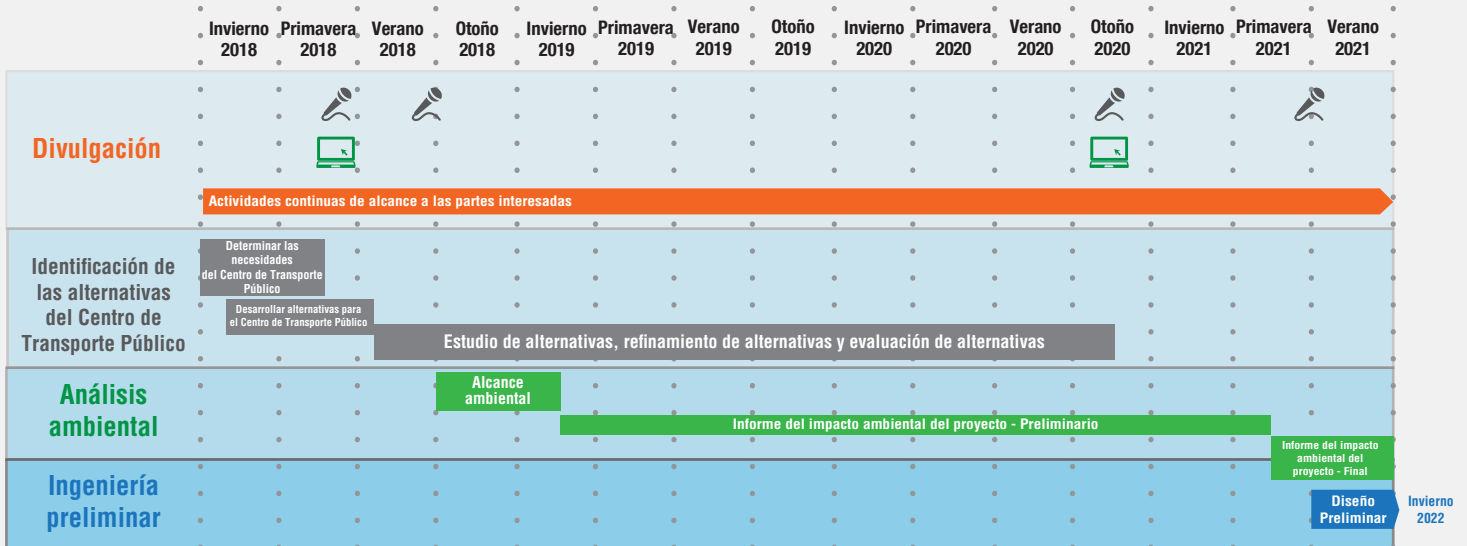 Invierno 2018
Primavera 2018
Verano 2018
Otoño 2018
Invierno 2019
Primavera 2019
Verano 2019
Otoño 2019
Invierno 2020
Primavera 2020
Verano 2020
Otoño 2020
Invierno 2021
Primavera 2021
Verano 2021
Divulgación
Actividades continuas de alcance a las partes interesadas
Identificación de
las alternativas
del Centro de
Transporte Público
Determinar las
necesidades
del Centro de Transporte
Público
Desarrollar alternativas para
el Centro de Transporte Público
Estudio de alternativas, refinamiento de alternativas y evaluación de alternativas
Análisis
ambiental
Alcance
ambiental
Informe del impacto ambiental del proyecto - Preliminario
Informe del impacto
ambiental del
proyecto - Final
Ingeniería
preliminar
Diseño
Preliminar
Invierno
2022